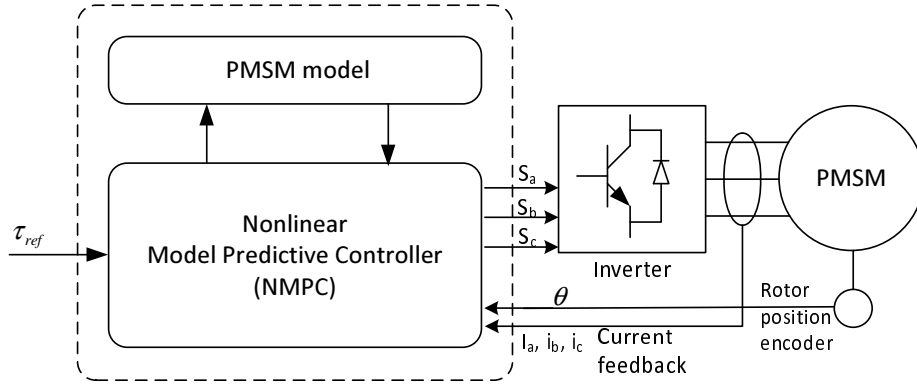 PMSM model
Nonlinear
Model Predictive Controller
(NMPC)
τref
Sa
Sb
Sc
Inverter
PMSM
θ
Rotor
position
encoder
Ia, ib, ic
Current
feedback